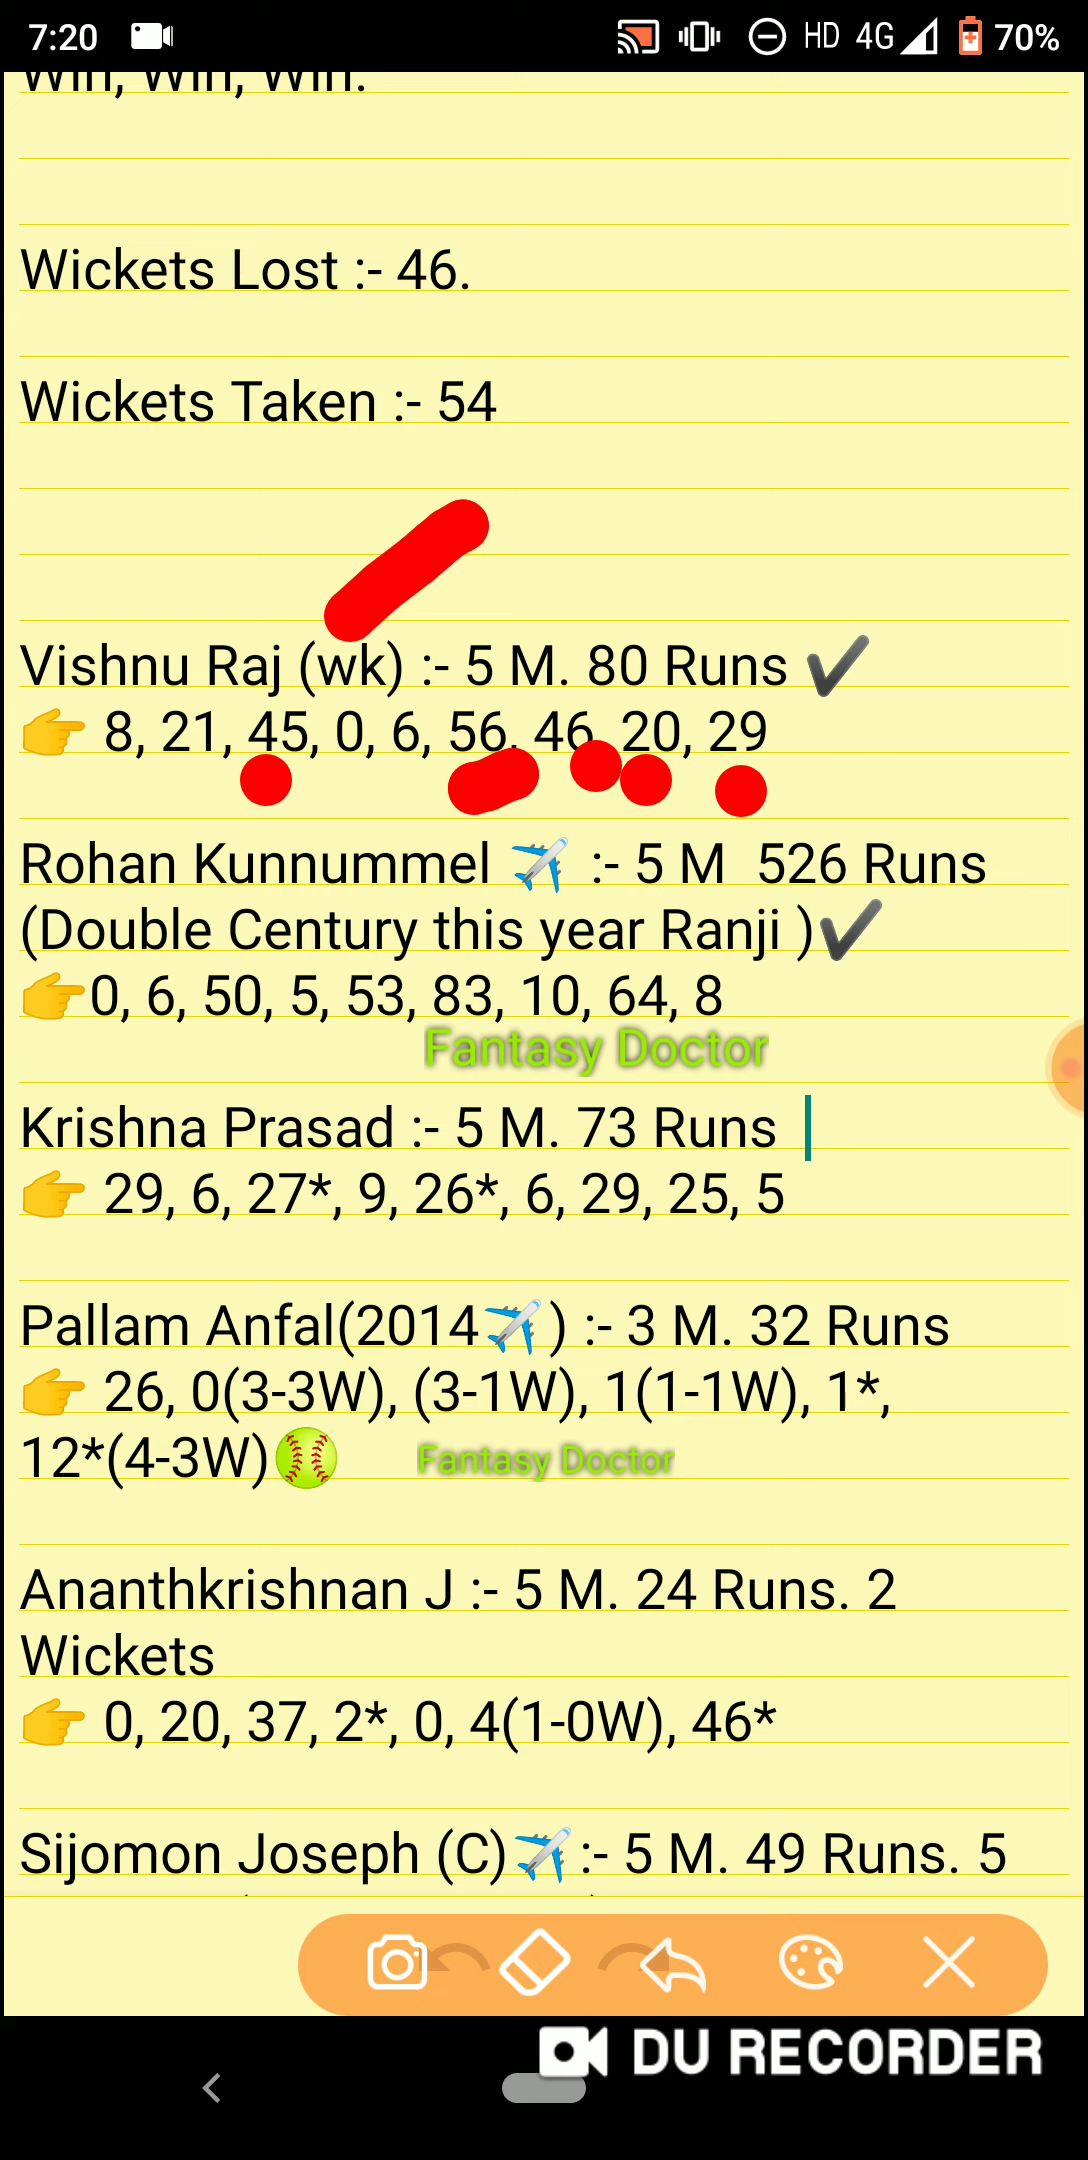 7:20 HD 4G 70%
Win, Win, Win.
Wickets Lost :- 46.
Wickets Taken :- 54
Vishnu Raj (wk) :- 5 M. 80 Runs ✔
👉 8, 21, 45, 0, 6, 56, 46, 20, 29
Rohan Kunnummel ✈ :- 5 M  526 Runs
(Double Century this year Ranji )✔
👉0, 6, 50, 5, 53, 83, 10, 64, 8
Fantasy Doctor
Krishna Prasad :- 5 M. 73 Runs
👉 29, 6, 27*, 9, 26*, 6, 29, 25, 5
Pallam Anfal(2014✈) :- 3 M. 32 Runs
👉 26, 0(3-3W), (3-1W), 1(1-1W), 1*,
12*(4-3W)🥎 Fantasy Doctor
Ananthkrishnan J :- 5 M. 24 Runs. 2
Wickets
👉 0, 20, 37, 2*, 0, 4(1-0W), 46*
Sijomon Joseph (C)✈:- 5 M. 49 Runs. 5
DU RECORDER